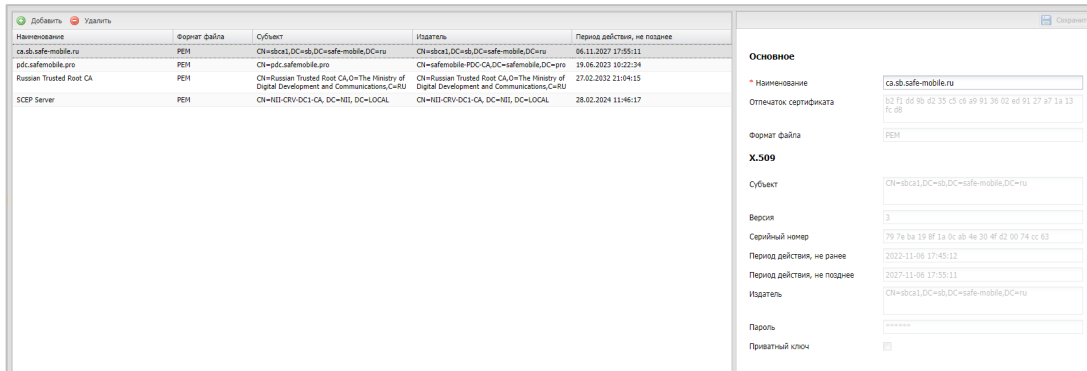 Добавить Удалить
Сохранить
Наименование Формат файла Субъект Издатель Период действия, не позднее
ca.sb.safe-mobile.ru PEM CN=sbca1,DC=sb,DC=safe-mobile,DC=ru CN=sbca1,DC=sb,DC=safe-mobile,DC=ru 06.11.2027 17:55:11
pdc.safemobile.pro PEM CN=pdc.safemobile.pro CN=safemobile-PDC-CA,DC=safemobile,DC=pro 19.06.2023 10:22:34
Russian Trusted Root CA PEM CN=Russian Trusted Root CA,O=The Ministry of CN=Russian Trusted Root CA,O=The Ministry of 27.02.2032 21:04:15
Digital Development and Communications,C=RU Digital Development and Communications,C=RU
SCEP Server PEM CN=NII-CRV-DC1-CA, DC=NII, DC=LOCAL CN=NII-CRV-DC1-CA, DC=NII, DC=LOCAL 28.02.2024 11:46:17
Основное
* Наименование ca.sb.safe-mobile.ru
Отпечаток сертификата b2 f1 dd 9b d2 35 c5 c6 a9 91 36 02 ed 91 27 a7 1a 13
fc d8
Формат файла PEM
X.509
Субъект CN=sbca1,DC=sb,DC=safe-mobile,DC=ru
Версия 3
Серийный номер 79 7e ba 19 8f 1a 0c ab 4e 30 4f d2 00 74 cc 63
Период действия, не ранее 2022-11-06 17:45:12
Период действия, не позднее 2027-11-06 17:55:11
Издатель CN=sbca1,DC=sb,DC=safe-mobile,DC=ru
Пароль ******
Приватный ключ